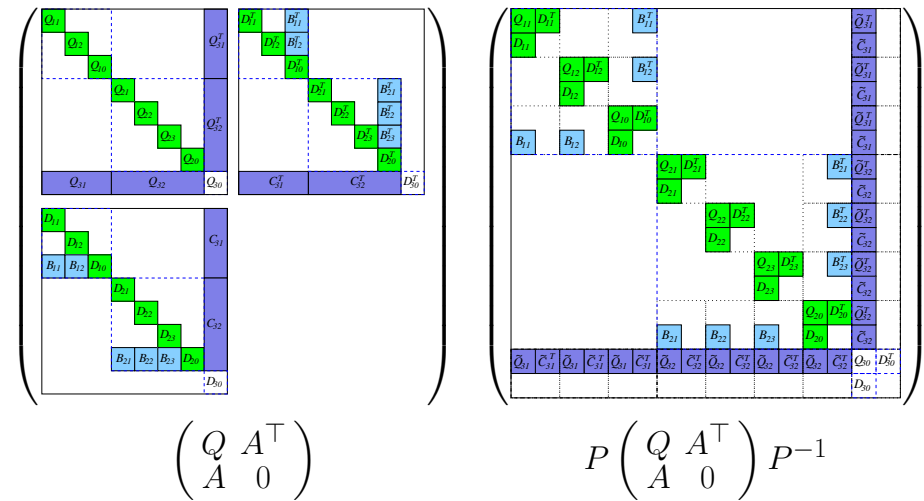 Q₁₁ D₁₁ᵀ B₁₁ᵀ
Q₁₂ Q₃₁ᵀ D₁₂ᵀ B₁₂ᵀ
Q₁₀ D₁₀ᵀ
Q₂₁ D₂₁ᵀ B₂₁ᵀ
Q₂₂ Q₃₂ᵀ D₂₂ᵀ B₂₂ᵀ
Q₂₃ D₂₃ᵀ B₂₃ᵀ
Q₂₀ D₂₀ᵀ
Q₃₁ Q₃₂ Q₃₀ C₃₁ᵀ C₃₂ᵀ D₃₀ᵀ
D₁₁
D₁₂ C₃₁
B₁₁ B₁₂ D₁₀
D₂₁
D₂₂ C₃₂
D₂₃
B₂₁ B₂₂ B₂₃ D₂₀
D₃₀
( Q A⊤
A 0 )
Q₁₁ D₁₁ᵀ B₁₁ᵀ Q̃₃₁ᵀ
D₁₁ C̃₃₁
Q₁₂ D₁₂ᵀ B₁₂ᵀ Q̃₃₁ᵀ
D₁₂ C̃₃₁
Q₁₀ D₁₀ᵀ Q̃₃₁ᵀ
B₁₁ B₁₂ D₁₀ C̃₃₁
Q₂₁ D₂₁ᵀ B₂₁ᵀ Q̃₃₂ᵀ
D₂₁ C̃₃₂
Q₂₂ D₂₂ᵀ B₂₂ᵀ Q̃₃₂ᵀ
D₂₂ C̃₃₂
Q₂₃ D₂₃ᵀ B₂₃ᵀ Q̃₃₂ᵀ
D₂₃ C̃₃₂
Q₂₀ D₂₀ᵀ Q̃₃₂ᵀ
B₂₁ B₂₂ B₂₃ D₂₀ C̃₃₂
Q̃₃₁ C̃₃₁ᵀ Q̃₃₁ C̃₃₁ᵀ Q̃₃₁ C̃₃₁ᵀ Q̃₃₂ C̃₃₂ᵀ Q̃₃₂ C̃₃₂ᵀ Q̃₃₂ C̃₃₂ᵀ Q̃₃₂ C̃₃₂ᵀ Q₃₀ D₃₀ᵀ
D₃₀
P ( Q A⊤
A 0 ) P⁻¹